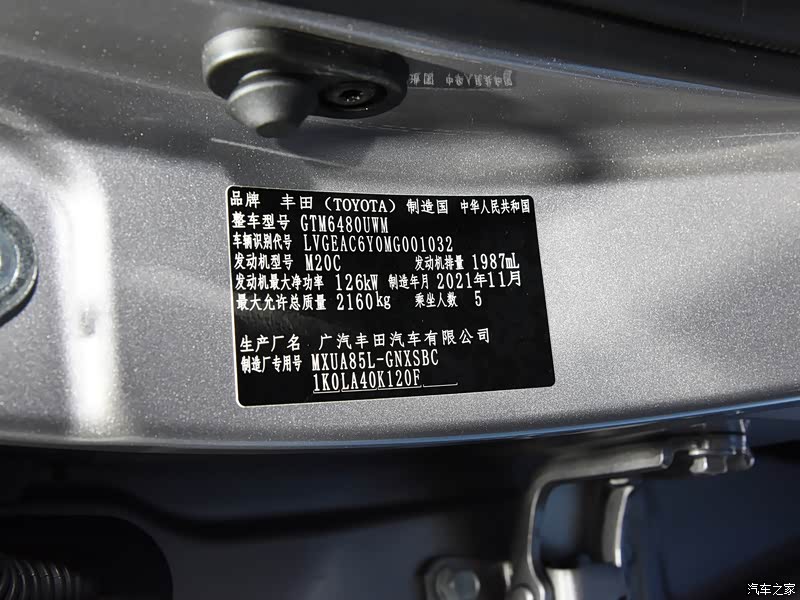 品牌 丰田（TOYOTA）制造国 中华人民共和国
整车型号 GTM6480UWM
车辆识别代号 LVGEAC6Y0MG001032
发动机型号 M20C 发动机排量 1987mL
发动机最大净功率 126kW 制造年月 2021年11月
最大允许总质量 2160kg 乘坐人数 5
生产厂名 广汽丰田汽车有限公司
制造厂专用号 MXUA85L-GNXSBC
1K0LA40K120F
汽车之家